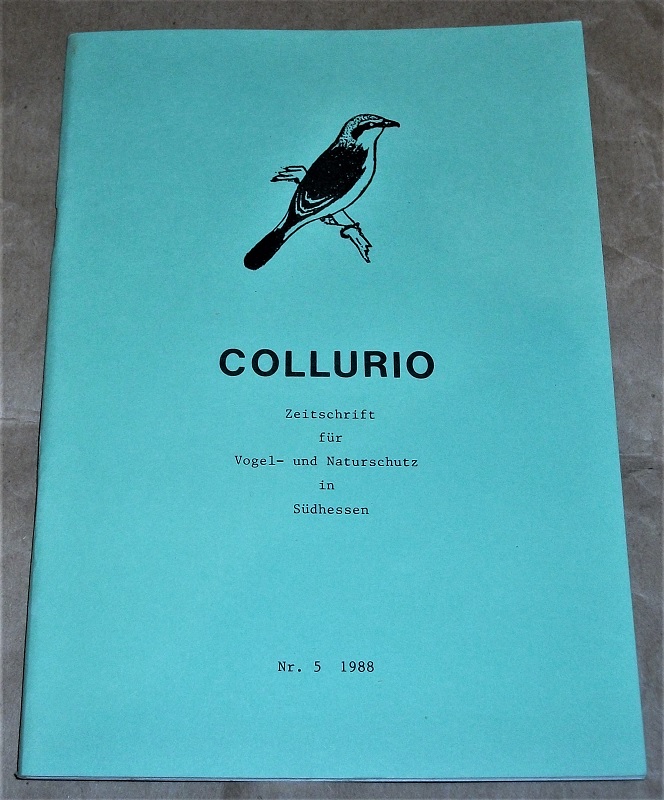 COLLURIO
Zeitschrift
für
Vogel- und Naturschutz
in
Südhessen
Nr. 5 1988